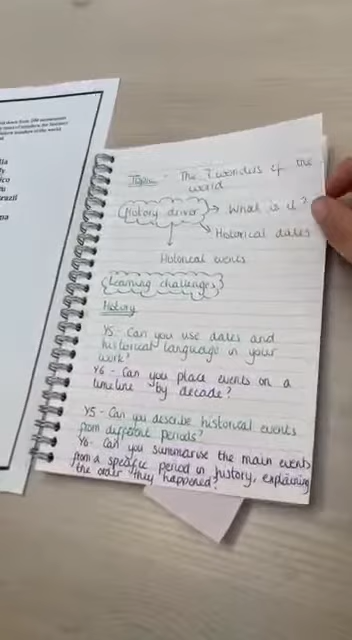 Topic - The 7 wonders of the
world
History driver → What is it?
Historical dates
Historical events
Learning challenges
History
Y5 - Can you use dates and
historical language in your
work?
Y6 - Can you place events on a
timeline by decade?
Y5 - Can you describe historical events
from different periods?
Y6 - Can you summarise the main events
from a specific period in history, explaining
the order they happened?